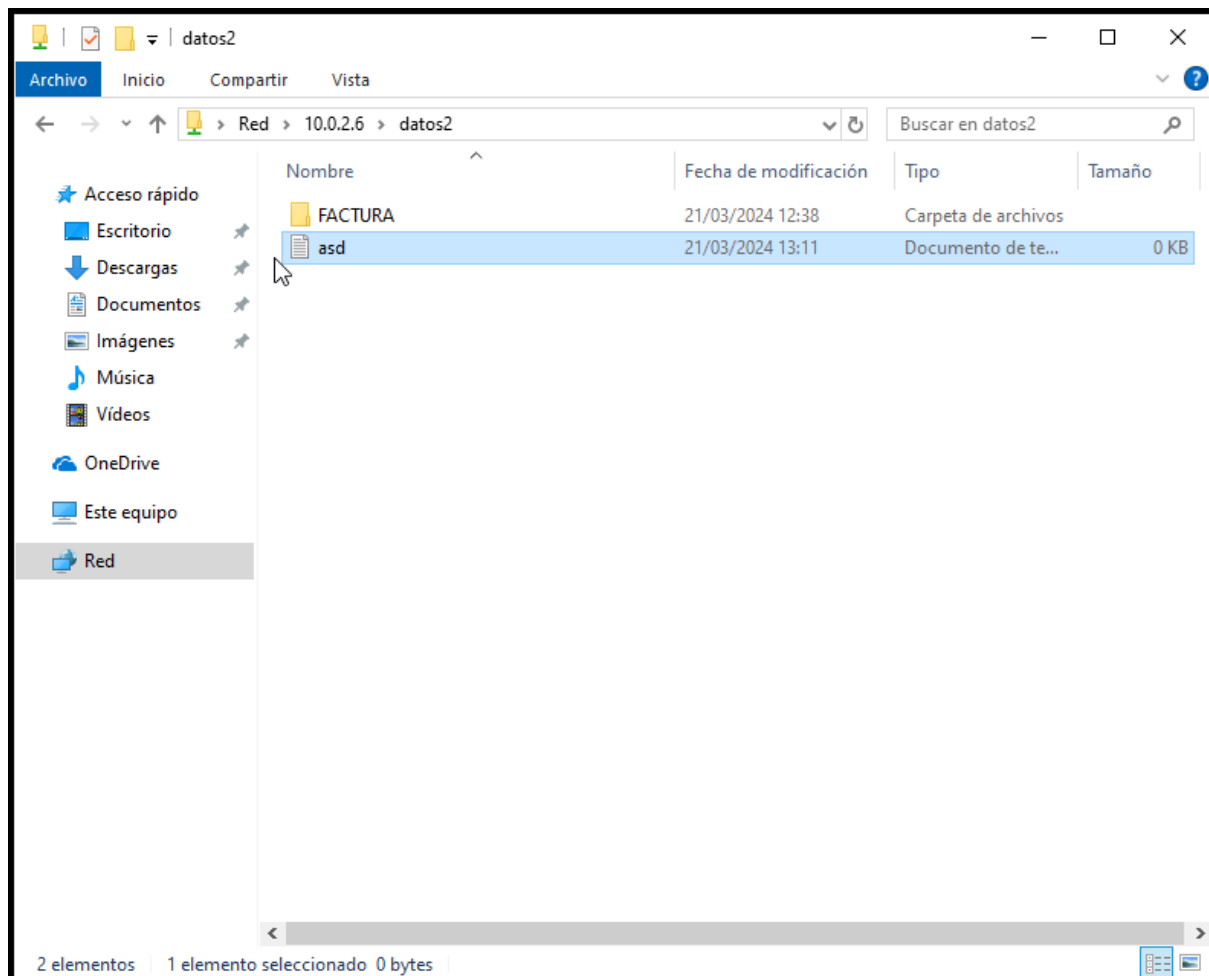 datos2
Archivo Inicio Compartir Vista
Red > 10.0.2.6 > datos2 Buscar en datos2
Nombre Fecha de modificación Tipo Tamaño
Acceso rápido
Escritorio
Descargas
Documentos
Imágenes
Música
Vídeos
OneDrive
Este equipo
Red
FACTURA 21/03/2024 12:38 Carpeta de archivos
asd 21/03/2024 13:11 Documento de te... 0 KB
2 elementos 1 elemento seleccionado 0 bytes